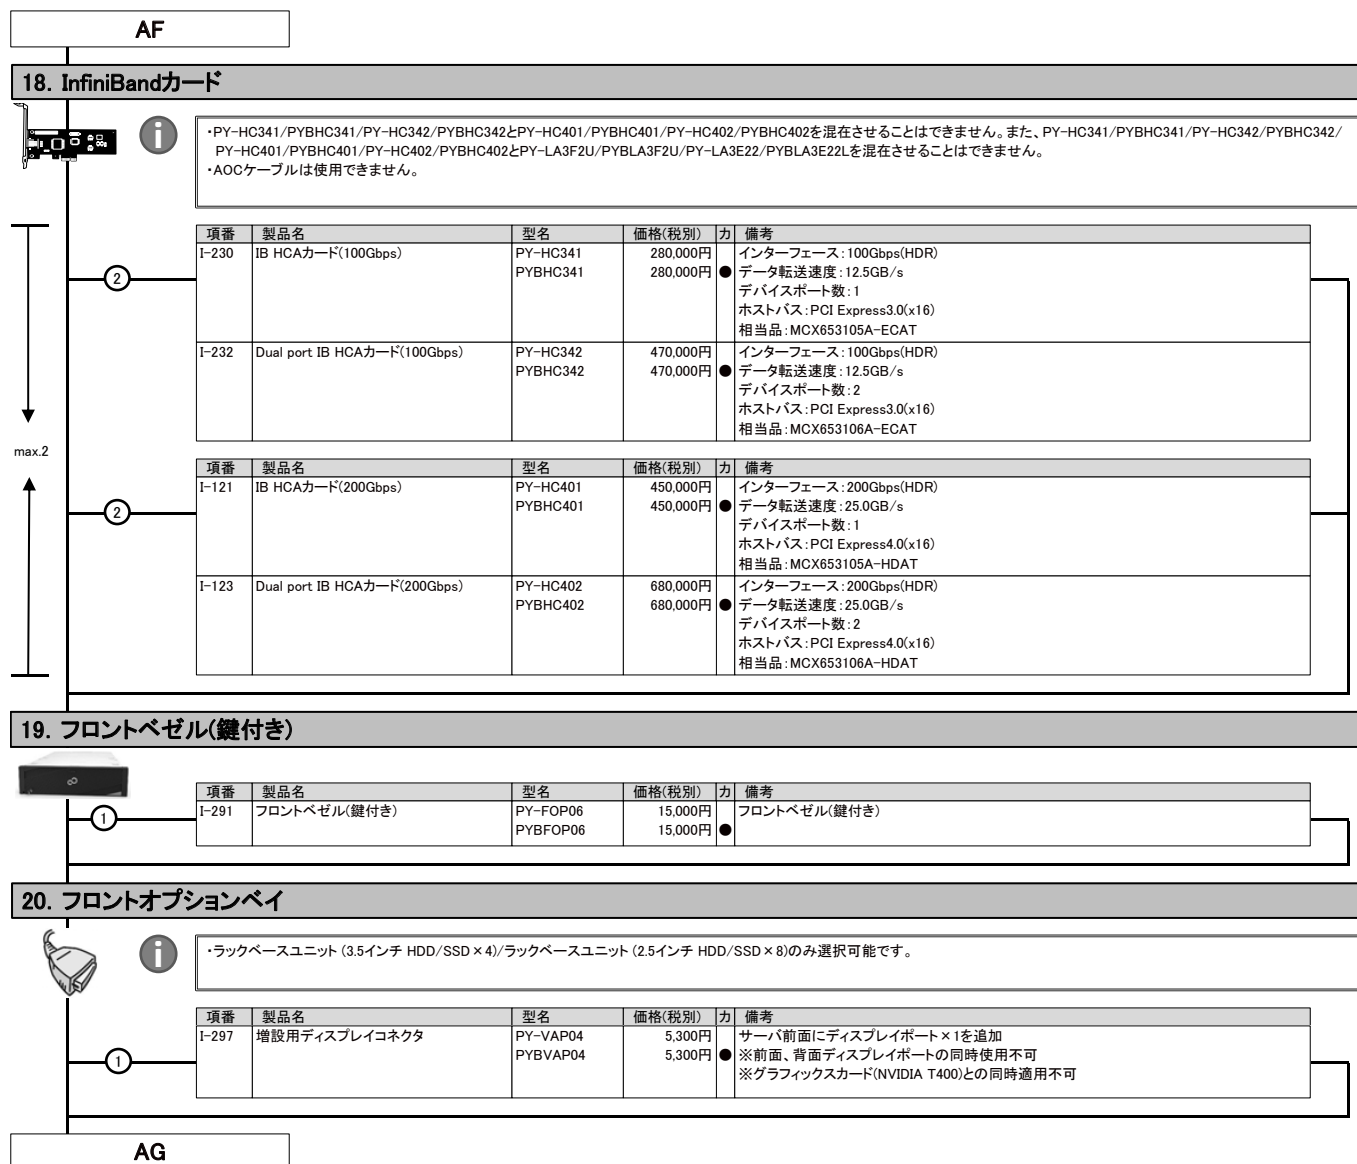 AF
18. InfiniBandカード
・PY-HC341/PYBHC341/PY-HC342/PYBHC342とPY-HC401/PYBHC401/PY-HC402/PYBHC402を混在させることはできません。また、PY-HC341/PYBHC341/PY-HC342/PYBHC342/
PY-HC401/PYBHC401/PY-HC402/PYBHC402とPY-LA3F2U/PYBLA3F2U/PY-LA3E22/PYBLA3E22Lを混在させることはできません。
・AOCケーブルは使用できません。
項番 製品名 型名 価格(税別) カ 備考
I-230 IB HCAカード(100Gbps) PY-HC341 280,000円 インターフェース：100Gbps(HDR)
PYBHC341 280,000円 ● データ転送速度：12.5GB/s
デバイスポート数：1
ホストバス：PCI Express3.0(x16)
相当品：MCX653105A-ECAT
I-232 Dual port IB HCAカード(100Gbps) PY-HC342 470,000円 インターフェース：100Gbps(HDR)
PYBHC342 470,000円 ● データ転送速度：12.5GB/s
デバイスポート数：2
ホストバス：PCI Express3.0(x16)
相当品：MCX653106A-ECAT
2
max.2
項番 製品名 型名 価格(税別) カ 備考
I-121 IB HCAカード(200Gbps) PY-HC401 450,000円 インターフェース：200Gbps(HDR)
PYBHC401 450,000円 ● データ転送速度：25.0GB/s
デバイスポート数：1
ホストバス：PCI Express4.0(x16)
相当品：MCX653105A-HDAT
I-123 Dual port IB HCAカード(200Gbps) PY-HC402 680,000円 インターフェース：200Gbps(HDR)
PYBHC402 680,000円 ● データ転送速度：25.0GB/s
デバイスポート数：2
ホストバス：PCI Express4.0(x16)
相当品：MCX653106A-HDAT
2
19. フロントベゼル(鍵付き)
項番 製品名 型名 価格(税別) カ 備考
I-291 フロントベゼル(鍵付き) PY-FOP06 15,000円 フロントベゼル(鍵付き)
PYBFOP06 15,000円 ●
1
20. フロントオプションベイ
・ラックベースユニット (3.5インチ HDD/SSD×4)/ラックベースユニット (2.5インチ HDD/SSD×8)のみ選択可能です。
項番 製品名 型名 価格(税別) カ 備考
I-297 増設用ディスプレイコネクタ PY-VAP04 5,300円 サーバ前面にディスプレイポート×1を追加
PYBVAP04 5,300円 ● ※前面、背面ディスプレイポートの同時使用不可
※グラフィックスカード(NVIDIA T400)との同時適用不可
1
AG